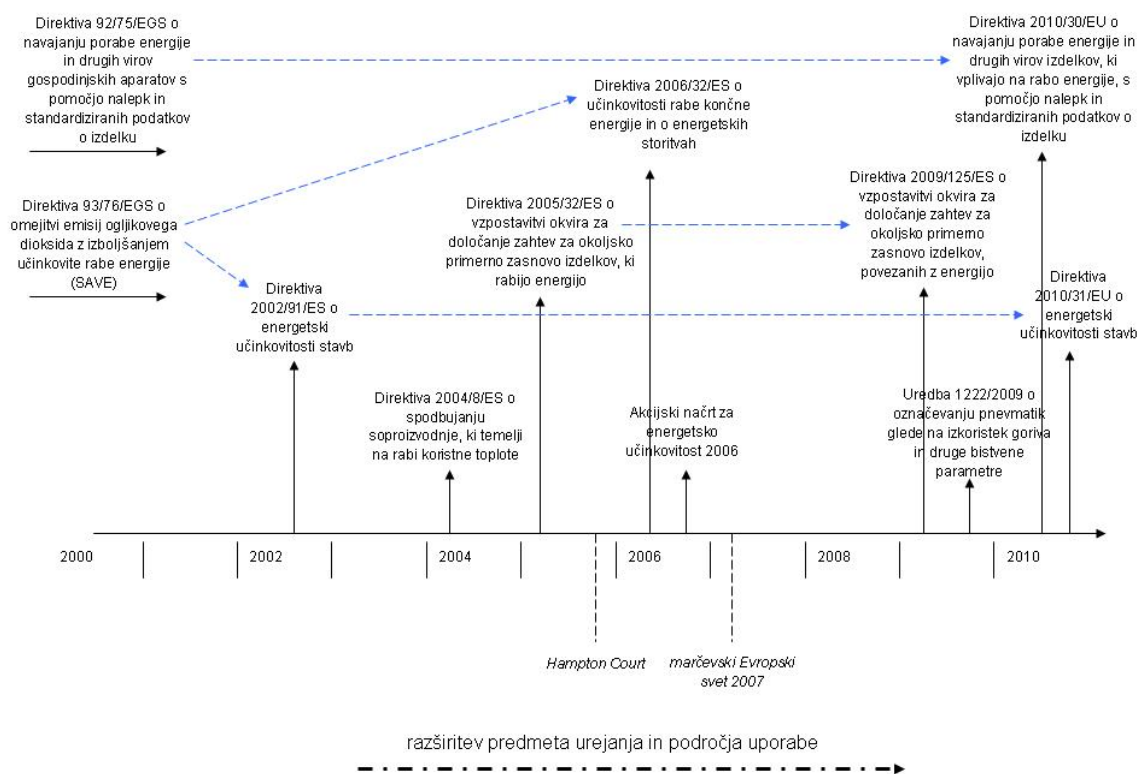 Direktiva 92/75/EGS o
navajanju porabe energije
in drugih virov
gospodinjskih aparatov s
pomočjo nalepk in
standardiziranih podatkov
o izdelku
Direktiva 2006/32/ES o
učinkovitosti rabe končne
energije in o energetskih
storitvah
Direktiva 2010/30/EU o
navajanju porabe energije in
drugih virov izdelkov, ki
vplivajo na rabo energije, s
pomočjo nalepk in
standardiziranih podatkov o
izdelku
Direktiva 93/76/EGS o
omejitvi emisij ogljikovega
dioksida z izboljšanjem
učinkovite rabe energije
(SAVE)
Direktiva 2005/32/ES o
vzpostavitvi okvira za
določanje zahtev za okoljsko
primerno zasnovo izdelkov, ki
rabijo energijo
Direktiva 2009/125/ES o
vzpostavitvi okvira za
določanje zahtev za
okoljsko primerno
zasnovo izdelkov,
povezanih z energijo
Direktiva
2002/91/ES o
energetski
učinkovitosti stavb
Direktiva
2010/31/EU o
energetski
učinkovitosti stavb
Direktiva 2004/8/ES o
spodbujanju
soproizvodnje, ki temelji
na rabi koristne toplote
Akcijski načrt za
energetsko
učinkovitost 2006
Uredba 1222/2009 o
označevanju pnevmatik
glede na izkoristek goriva
in druge bistvene
parametre
2000 2002 2004 2006 2008 2010
Hampton Court
marčevski Evropski
svet 2007
razširitev predmeta urejanja in področja uporabe